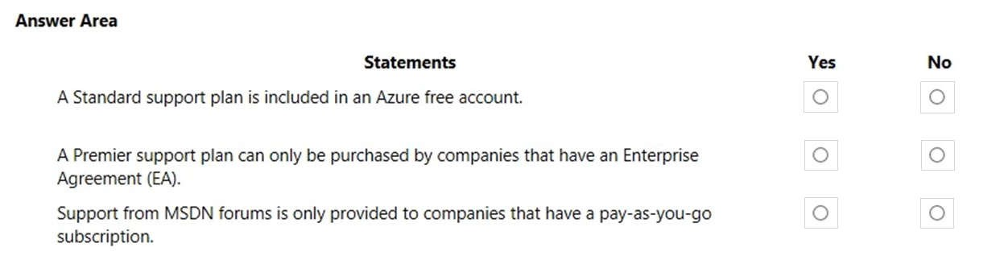 Answer Area
Statements Yes No
A Standard support plan is included in an Azure free account.
A Premier support plan can only be purchased by companies that have an Enterprise
Agreement (EA).
Support from MSDN forums is only provided to companies that have a pay-as-you-go
subscription.